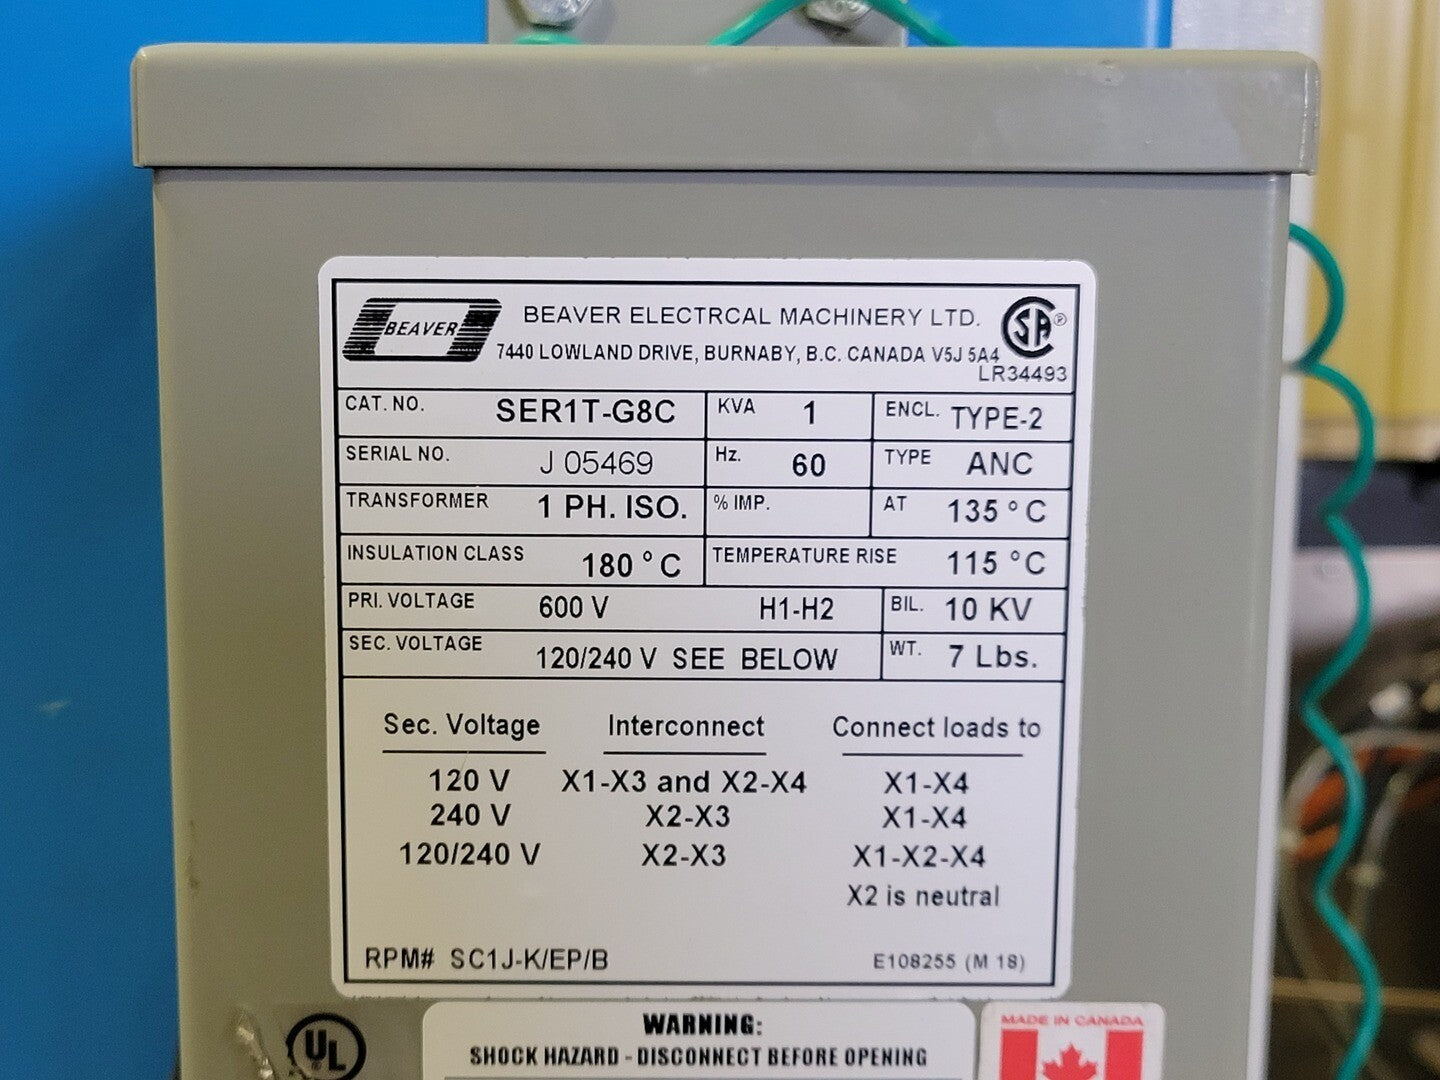 BEAVER
BEAVER ELECTRCAL MACHINERY LTD.
7440 LOWLAND DRIVE, BURNABY, B.C. CANADA V5J 5A4
SA ®
LR34493
CAT. NO. SER1T-G8C KVA 1 ENCL. TYPE-2
SERIAL NO. J 05469 Hz. 60 TYPE ANC
TRANSFORMER 1 PH. ISO. % IMP. AT 135 ° C
INSULATION CLASS 180 ° C TEMPERATURE RISE 115 °C
PRI. VOLTAGE 600 V H1-H2 BIL. 10 KV
SEC. VOLTAGE 120/240 V SEE BELOW WT. 7 Lbs.
Sec. Voltage Interconnect Connect loads to
120 V X1-X3 and X2-X4 X1-X4
240 V X2-X3 X1-X4
120/240 V X2-X3 X1-X2-X4
X2 is neutral
RPM# SC1J-K/EP/B E108255 (M 18)
UL ®
WARNING:
SHOCK HAZARD - DISCONNECT BEFORE OPENING
MADE IN CANADA